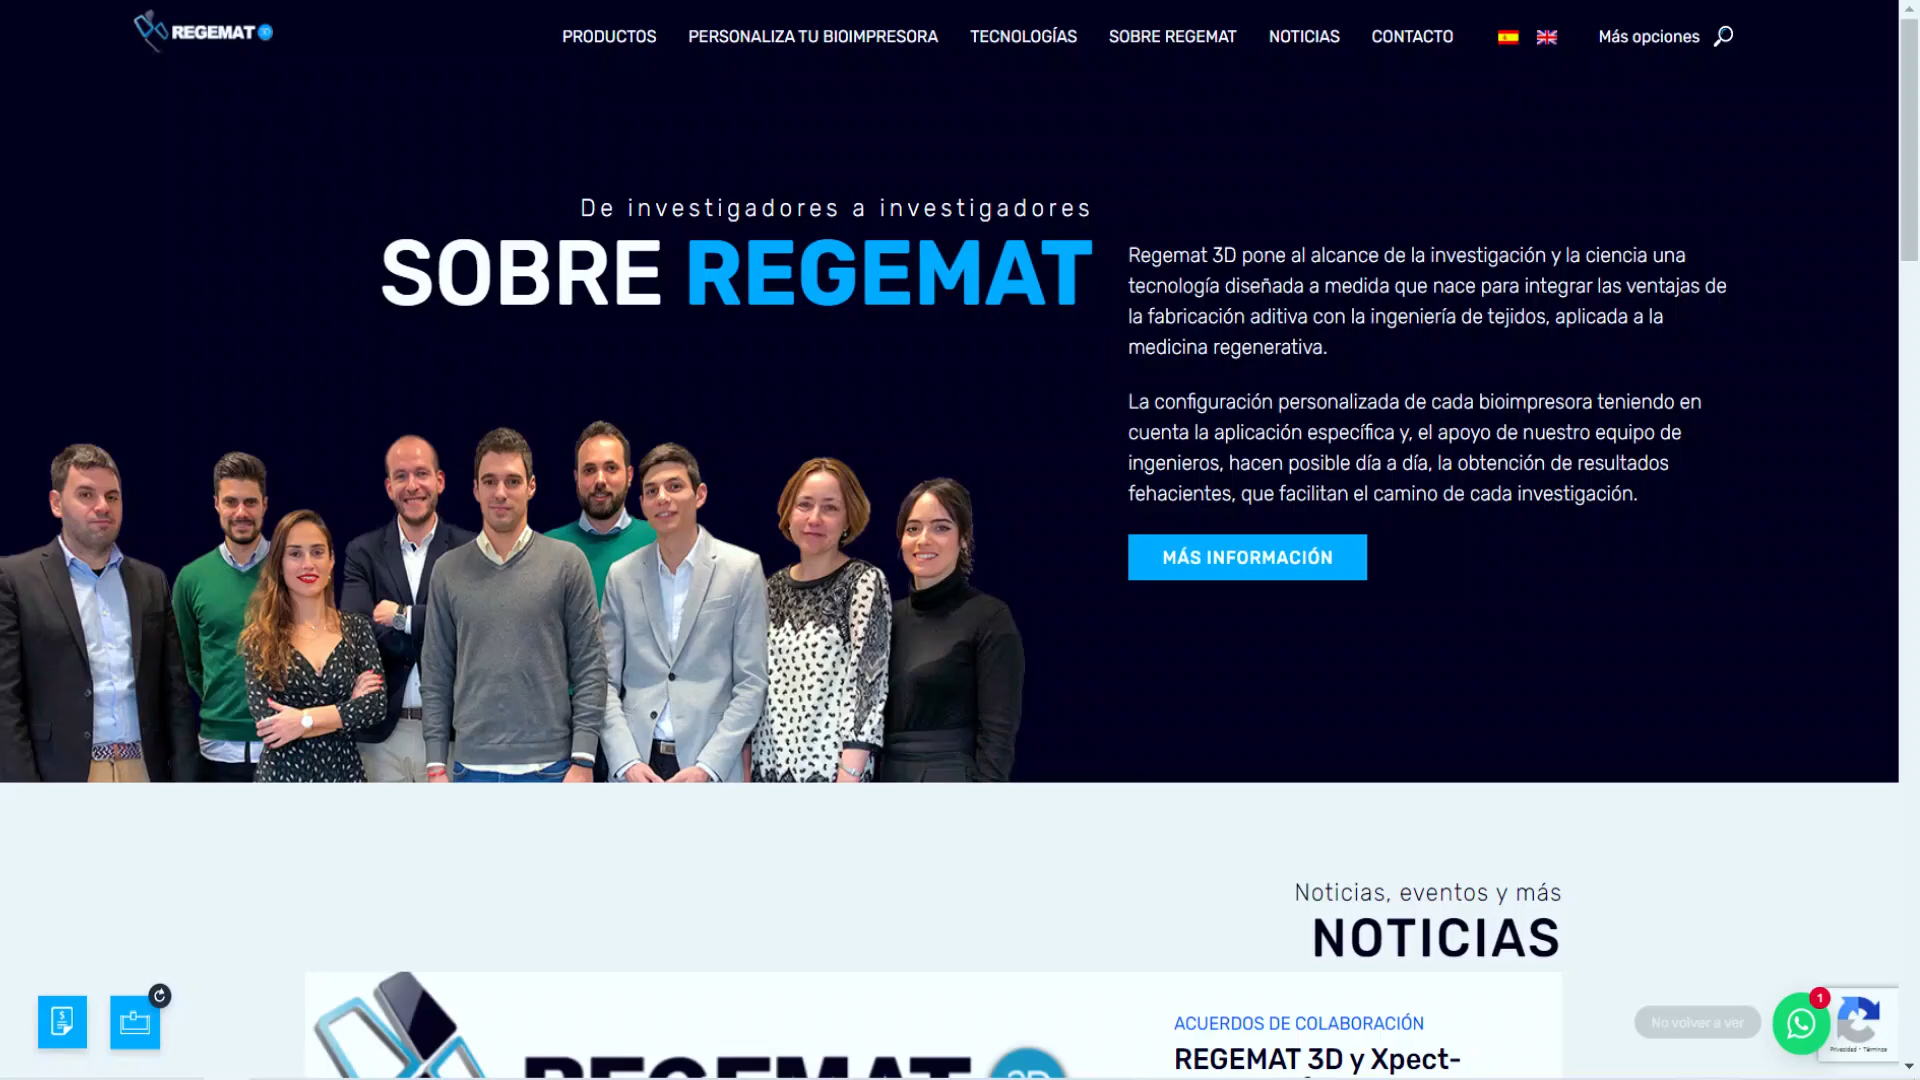 REGEMAT 3D
PRODUCTOS
PERSONALIZA TU BIOIMPRESORA
TECNOLOGÍAS
SOBRE REGEMAT
NOTICIAS
CONTACTO
Más opciones
De investigadores a investigadores
SOBRE REGEMAT
Regemat 3D pone al alcance de la investigación y la ciencia una
tecnología diseñada a medida que nace para integrar las ventajas de
la fabricación aditiva con la ingeniería de tejidos, aplicada a la
medicina regenerativa.
La configuración personalizada de cada bioimpresora teniendo en
cuenta la aplicación específica y, el apoyo de nuestro equipo de
ingenieros, hacen posible día a día, la obtención de resultados
fehacientes, que facilitan el camino de cada investigación.
MÁS INFORMACIÓN
Noticias, eventos y más
NOTICIAS
REGEMAT 3D
ACUERDOS DE COLABORACIÓN
REGEMAT 3D y Xpect-
No volver a ver
1
Privacidad - Términos